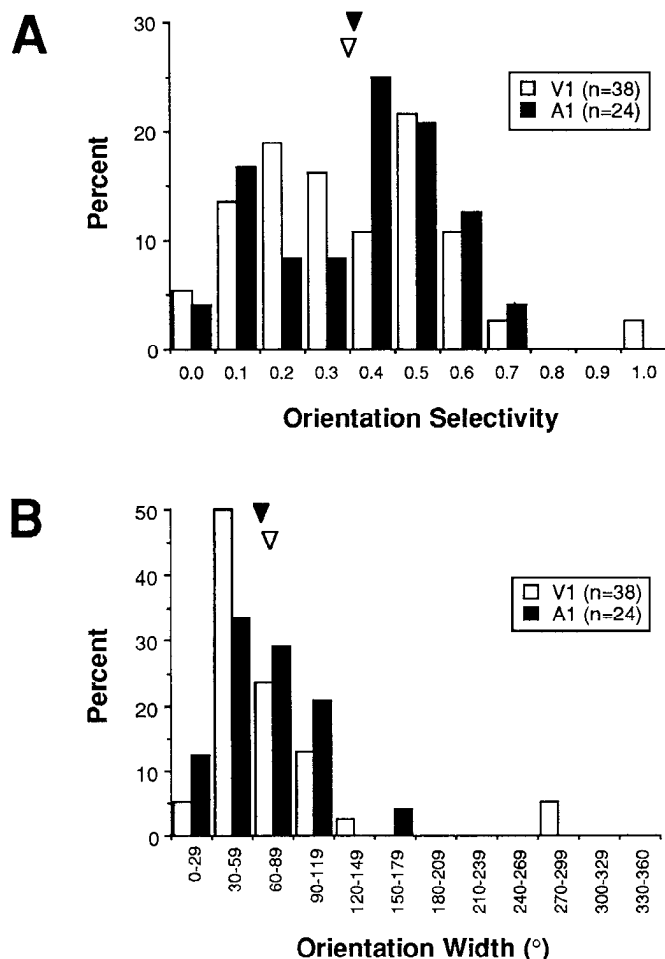 A
30
20
10
0
Percent
V1 (n=38)
A1 (n=24)
0.0 0.1 0.2 0.3 0.4 0.5 0.6 0.7 0.8 0.9 1.0
Orientation Selectivity
B
50
40
30
20
10
0
Percent
V1 (n=38)
A1 (n=24)
0-29 30-59 60-89 90-119 120-149 150-179 180-209 210-239 240-269 270-299 300-329 330-360
Orientation Width (°)